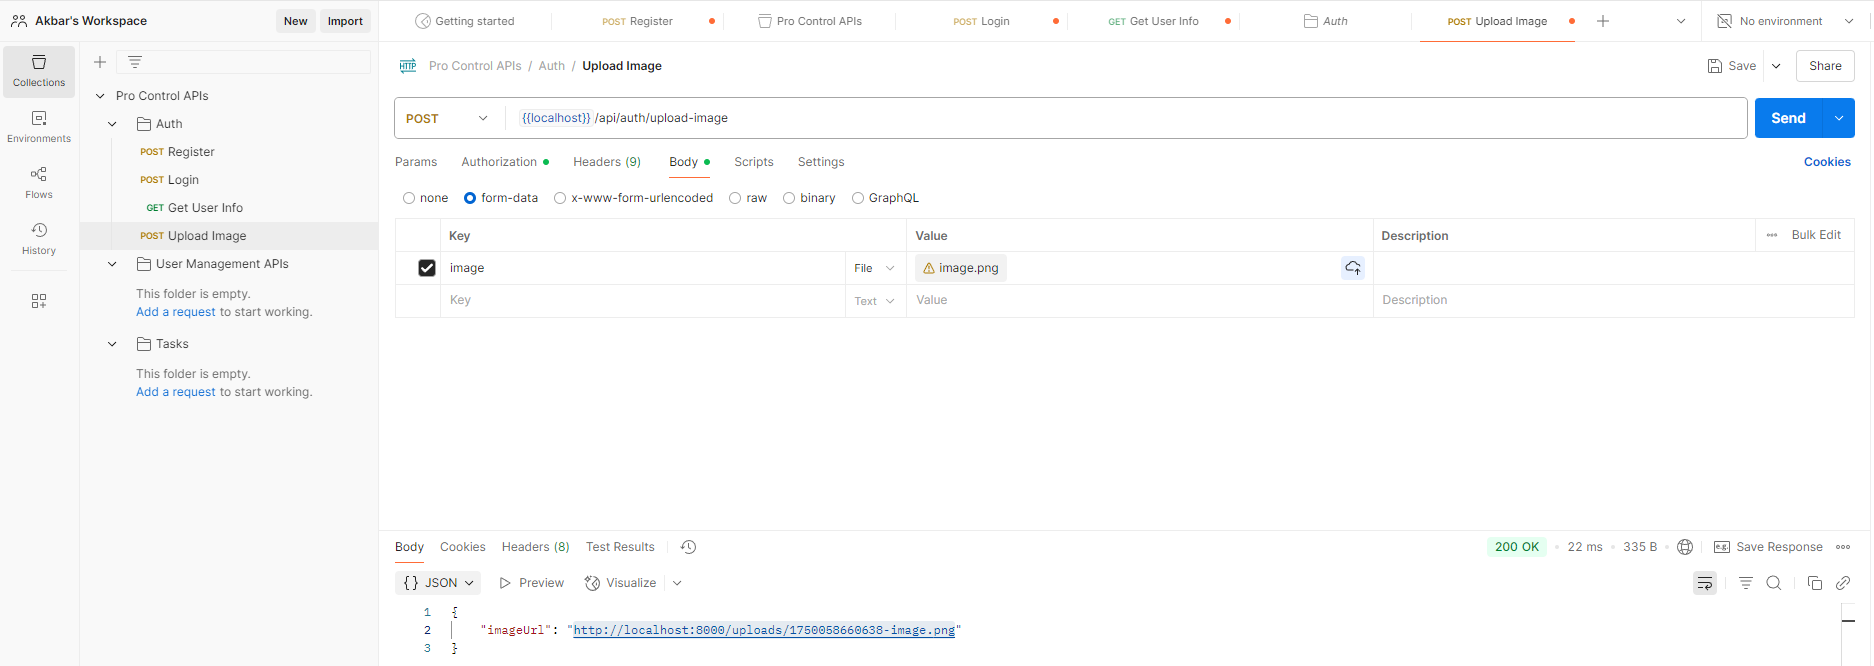 Akbar's Workspace
New
Import
Getting started
POST Register
Pro Control APIs
POST Login
GET Get User Info
Auth
POST Upload Image
No environment
Collections
Environments
Flows
History
Pro Control APIs
Auth
POST Register
POST Login
GET Get User Info
POST Upload Image
User Management APIs
This folder is empty.
Add a request to start working.
Tasks
This folder is empty.
Add a request to start working.
HTTP Pro Control APIs / Auth / Upload Image
Save
Share
POST
{{localhost}} /api/auth/upload-image
Send
Params Authorization Headers (9) Body Scripts Settings
Cookies
none form-data x-www-form-urlencoded raw binary GraphQL
Key Value Description Bulk Edit
image File image.png
Key Text Value Description
Body Cookies Headers (8) Test Results
200 OK 22 ms 335 B e.g. Save Response
{} JSON Preview Visualize
1 {
2 "imageUrl": "http://localhost:8000/uploads/1750058660638-image.png"
3 }